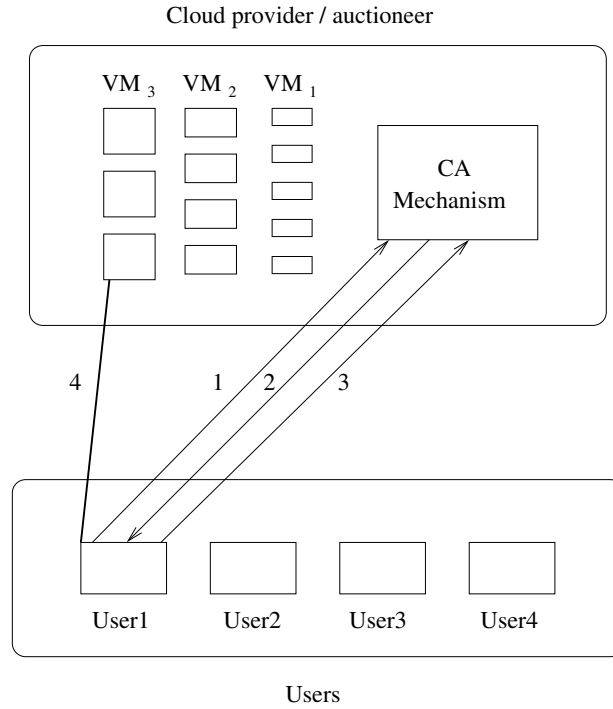 Cloud provider / auctioneer
VM 3 VM 2 VM 1
CA
Mechanism
4 1 2 3
User1 User2 User3 User4
Users